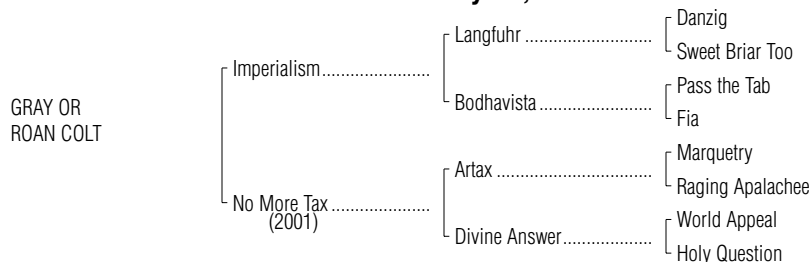 Danzig
Langfuhr
Sweet Briar Too
Imperialism
Pass the Tab
Bodhavista
Fia
GRAY OR
ROAN COLT
Marquetry
Artax
Raging Apalachee
No More Tax
(2001)
World Appeal
Divine Answer
Holy Question